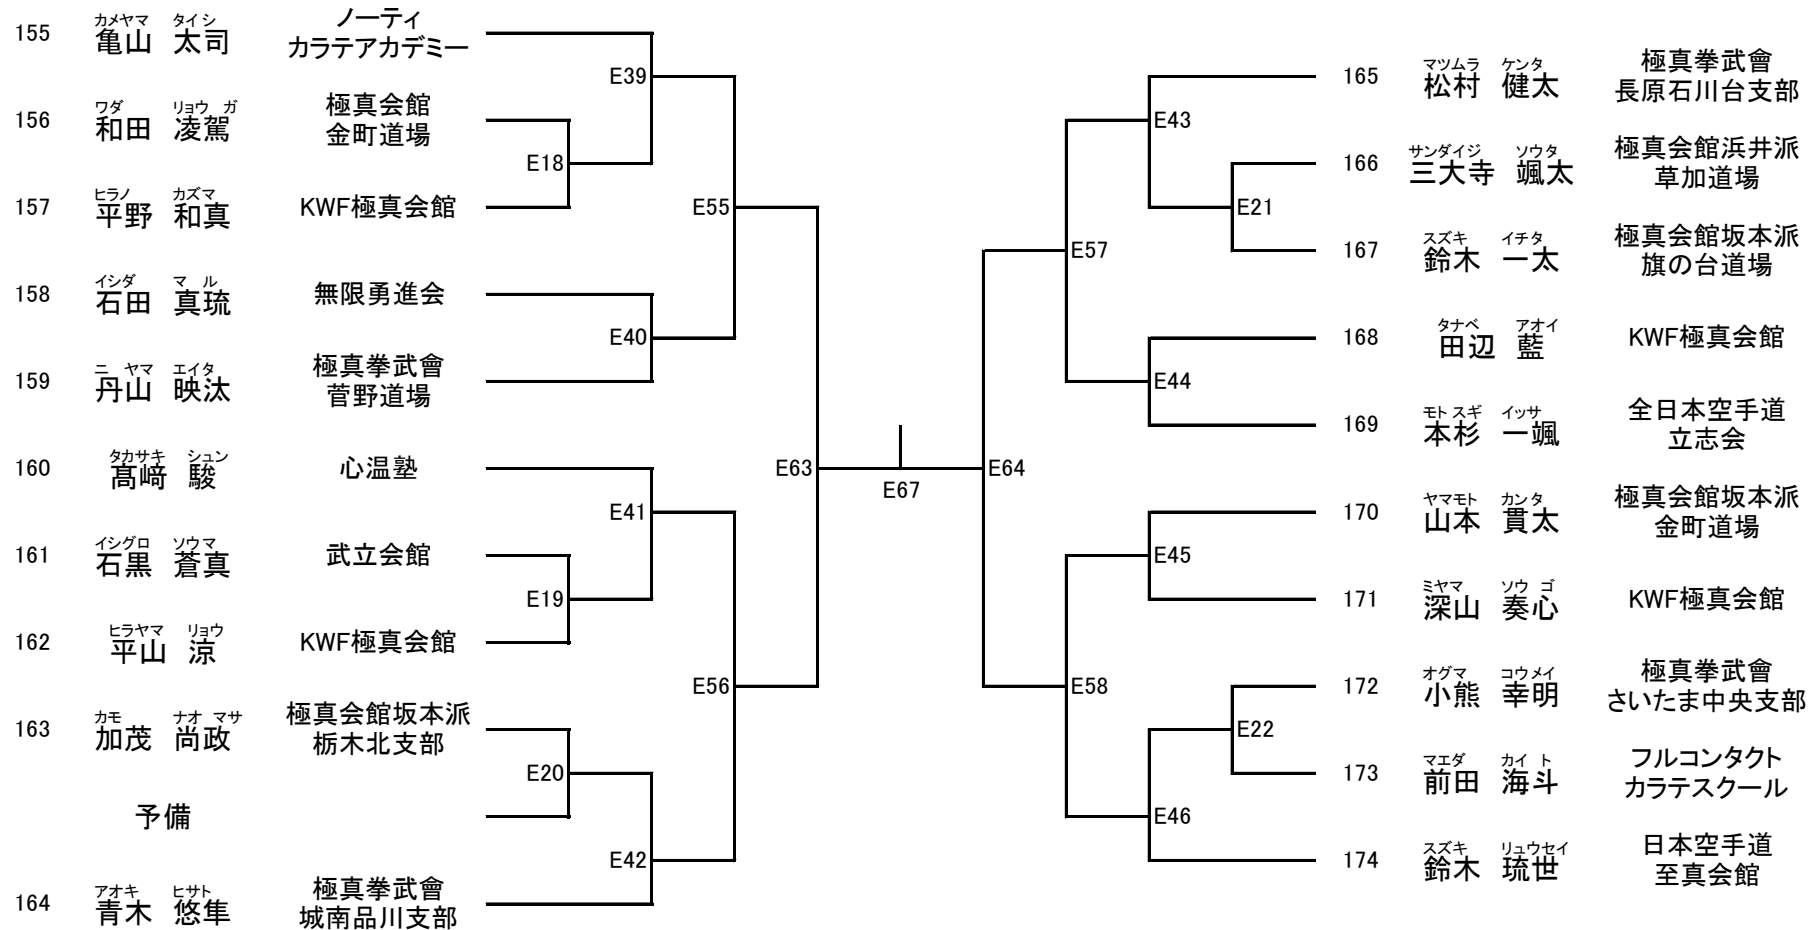 155 カメヤマ タイシ 亀山 太司 ノーティ カラテアカデミー
156 ワダ リョウ ガ 和田 凌駕 極真会館 金町道場
157 ヒラノ カズマ 平野 和真 KWF極真会館
158 イシダ マ ル 石田 真琉 無限勇進会
159 ニ ヤマ エイタ 丹山 映汰 極真拳武會 菅野道場
160 タカサキ シュン 髙﨑 駿 心温塾
161 イシグロ ソウマ 石黒 蒼真 武立会館
162 ヒラヤマ リョウ 平山 涼 KWF極真会館
163 カモ ナオ マサ 加茂 尚政 極真会館坂本派 栃木北支部
予備
164 アオキ ヒサト 青木 悠隼 極真拳武會 城南品川支部
E39
E18
E55
E40
E63
E41
E19
E56
E20
E42
E67
E43
E21
E57
E44
E64
E45
E58
E22
E46
165 マツムラ ケンタ 松村 健太 極真拳武會 長原石川台支部
166 サンダイジ ソウタ 三大寺 颯太 極真会館浜井派 草加道場
167 スズキ イチタ 鈴木 一太 極真会館坂本派 旗の台道場
168 タナベ アオイ 田辺 藍 KWF極真会館
169 モト スギ イッサ 本杉 一颯 全日本空手道 立志会
170 ヤマモト カンタ 山本 貫太 極真会館坂本派 金町道場
171 ミヤマ ソウ ゴ 深山 奏心 KWF極真会館
172 オグマ コウメイ 小熊 幸明 極真拳武會 さいたま中央支部
173 マエダ カイ ト 前田 海斗 フルコンタクト カラテスクール
174 スズキ リュウセイ 鈴木 琉世 日本空手道 至真会館